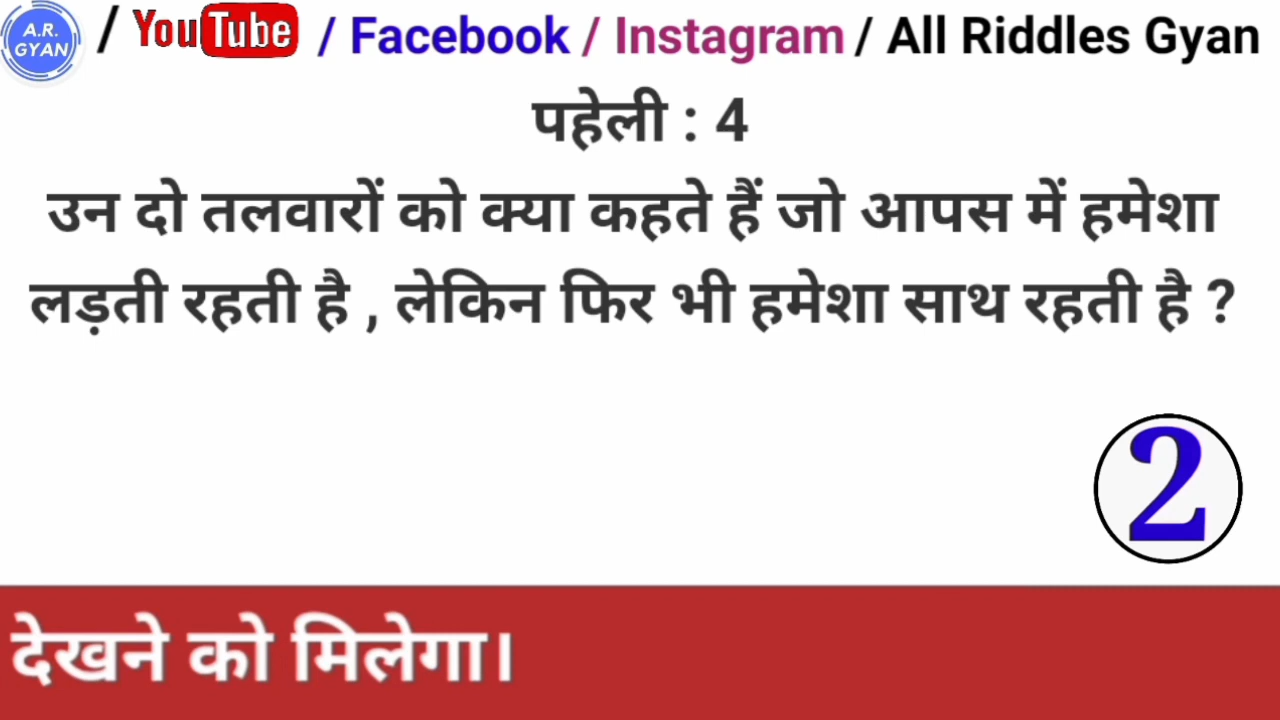 A.R. GYAN / YouTube / Facebook / Instagram / All Riddles Gyan
पहेली : 4
उन दो तलवारों को क्या कहते हैं जो आपस में हमेशा
लड़ती रहती है , लेकिन फिर भी हमेशा साथ रहती है ?
2
देखने को मिलेगा।